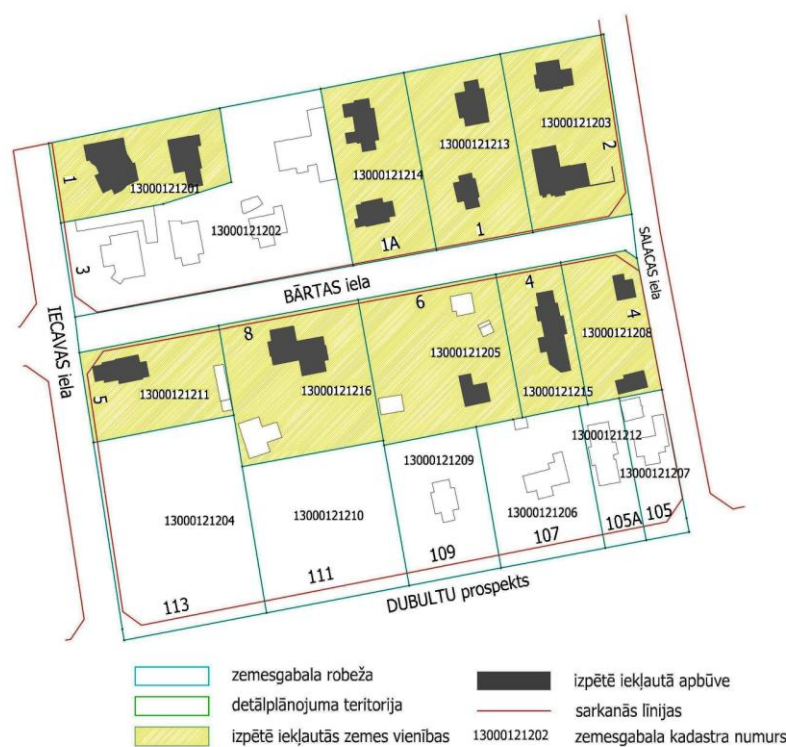 13000121203
13000121213
2
13000121214
1
13000121201
SALACAS iela
13000121202
1
1A
3
BĀRTAS iela
IECAVAS iela
4
6
4
8
13000121208
13000121205
13000121215
13000121216
13000121211
5
13000121212
13000121209
13000121207
13000121206
13000121210
13000121204
105
105A
107
109
111
113
DUBULTU prospekts
zemesgabala robeža
detālplānojuma teritorija
izpētē iekļautās zemes vienības
izpētē iekļautā apbūve
sarkanās līnijas
13000121202 zemesgabala kadastra numurs